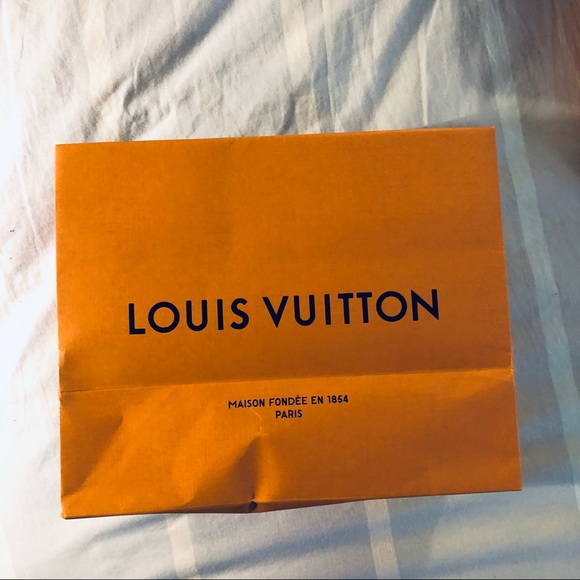 LOUIS VUITTON
MAISON FONDÉE EN 1854
PARIS